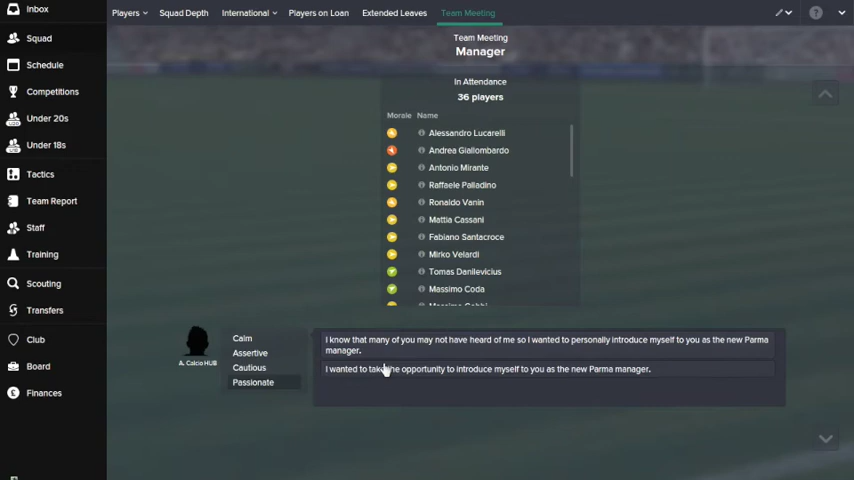 Inbox
Players
Squad Depth
International
Players on Loan
Extended Leaves
Team Meeting
?
Squad
Schedule
Competitions
Under 20s
Under 18s
Tactics
Team Report
Staff
Training
Scouting
Transfers
Club
Board
Finances
Team Meeting
Manager
In Attendance
36 players
Morale Name
Alessandro Lucarelli
Andrea Giallombardo
Antonio Mirante
Raffaele Palladino
Ronaldo Vanin
Mattia Cassani
Fabiano Santacroce
Mirko Velardi
Tomas Danilevicius
Massimo Coda
Massimo Gobbi
A. Calcio HUB
Calm
Assertive
Cautious
Passionate
I know that many of you may not have heard of me so I wanted to personally introduce myself to you as the new Parma
manager.
I wanted to take the opportunity to introduce myself to you as the new Parma manager.